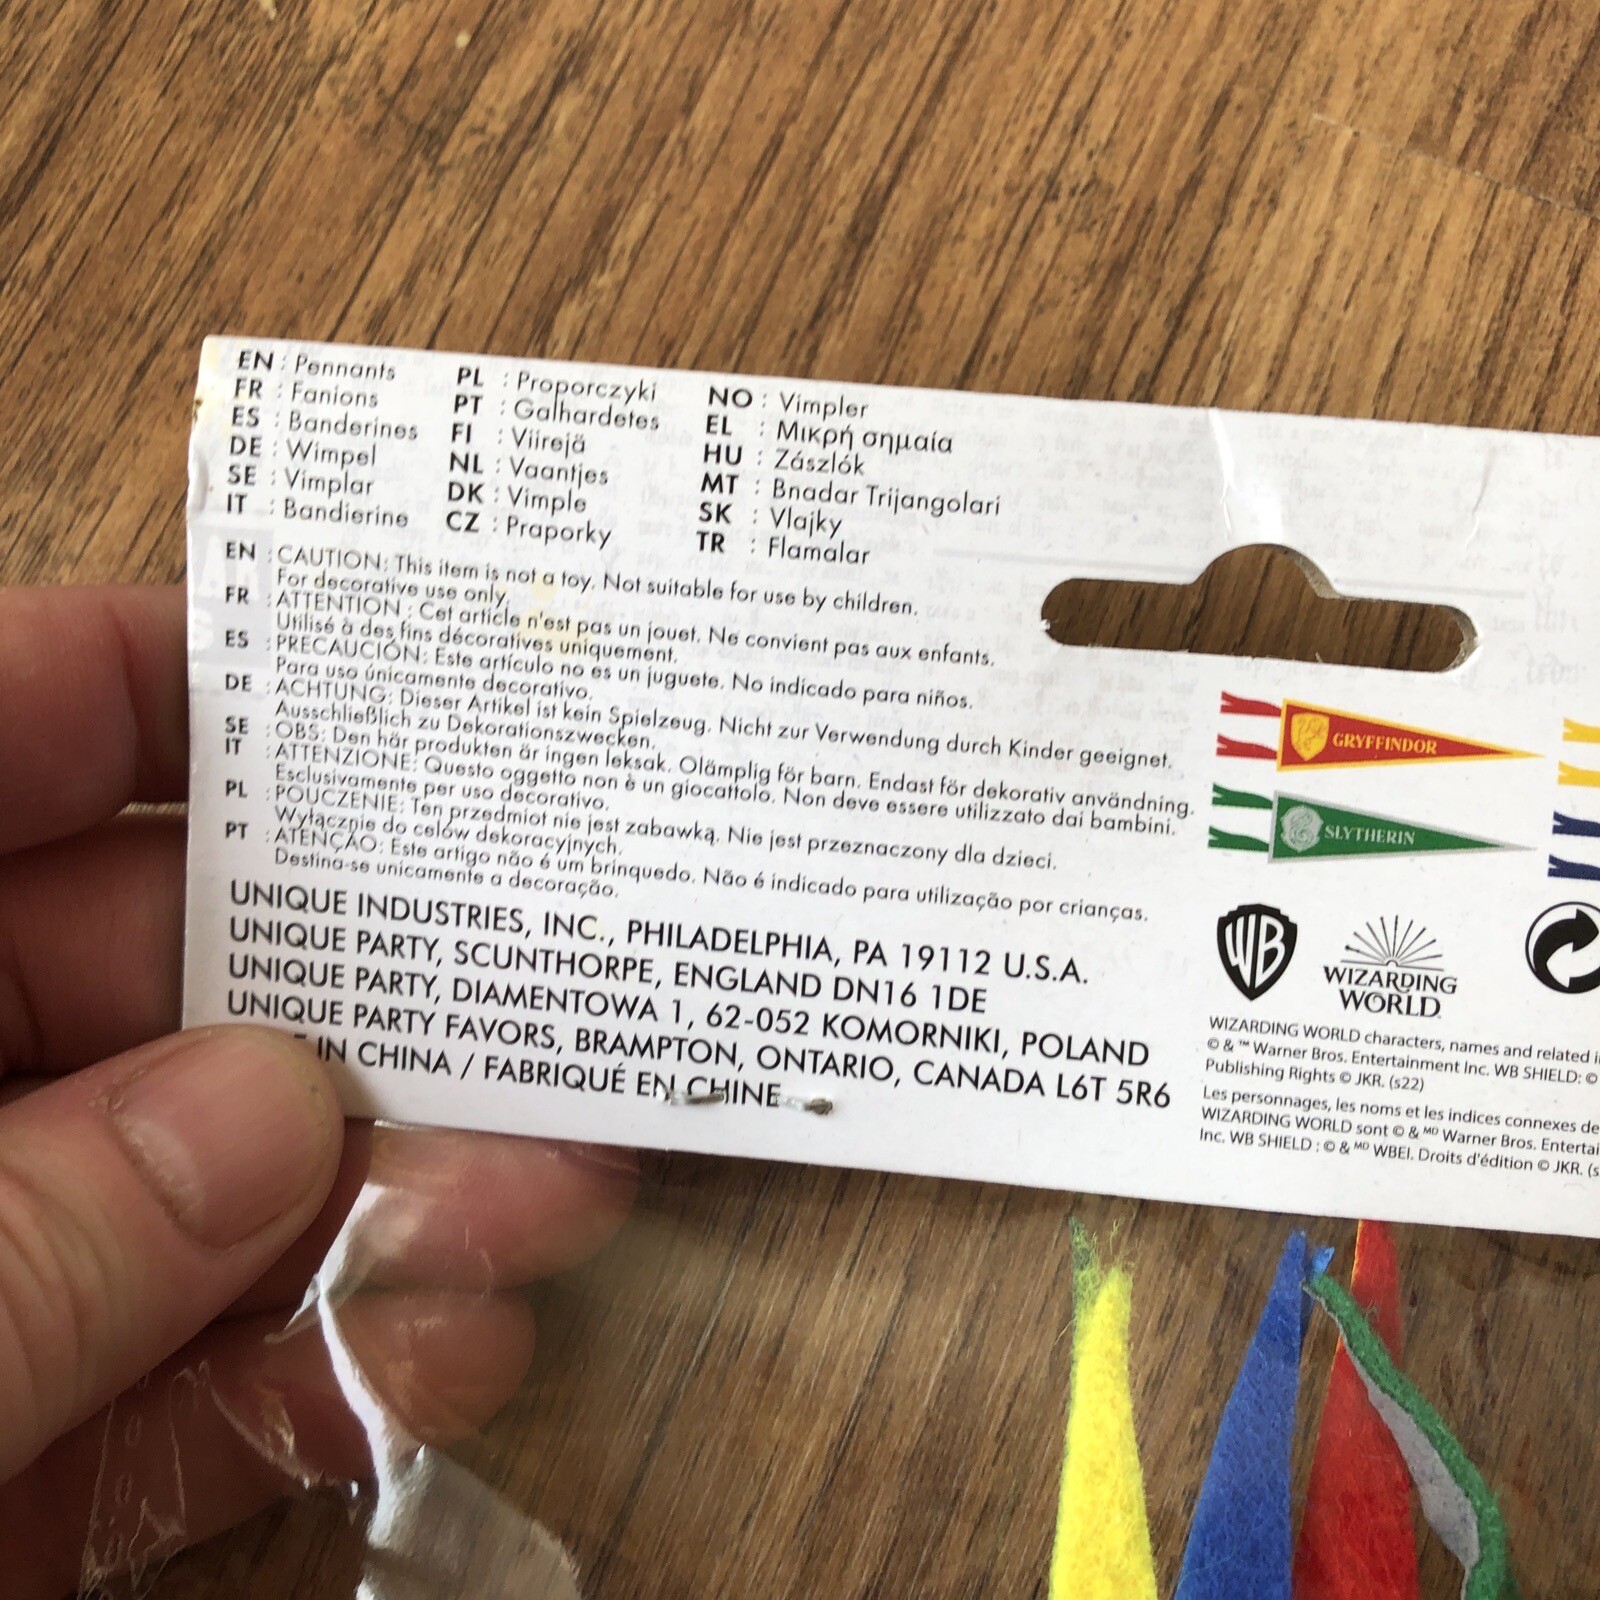 EN : Pennants
FR : Fanions
ES : Banderines
DE : Wimpel
SE : Vimplar
IT : Bandierine
PL : Proporczyki
PT : Galhardetes
FI : Viirejä
NL : Vaantjes
DK : Vimple
CZ : Praporky
NO : Vimpler
EL : Μικρή σημαία
HU : Zászlók
MT : Bnadar Trijangolari
SK : Vlajky
TR : Flamalar
EN : CAUTION: This item is not a toy. Not suitable for use by children.
For decorative use only.
FR : ATTENTION : Cet article n'est pas un jouet. Ne convient pas aux enfants.
Utilisé à des fins décoratives uniquement.
ES : PRECAUCIÓN: Este artículo no es un juguete. No indicado para niños.
Para uso únicamente decorativo.
DE : ACHTUNG: Dieser Artikel ist kein Spielzeug. Nicht zur Verwendung durch Kinder geeignet.
Ausschließlich zu Dekorationszwecken.
SE : OBS: Den här produkten är ingen leksak. Olämplig för barn. Endast för dekorativ användning.
IT : ATTENZIONE: Questo oggetto non è un giocattolo. Non deve essere utilizzato dai bambini.
Esclusivamente per uso decorativo.
PL : POUCZENIE: Ten przedmiot nie jest zabawką. Nie jest przeznaczony dla dzieci.
Wyłącznie do celów dekoracyjnych.
PT : ATENÇÃO: Este artigo não é um brinquedo. Não é indicado para utilização por crianças.
Destina-se unicamente a decoração.
UNIQUE INDUSTRIES, INC., PHILADELPHIA, PA 19112 U.S.A.
UNIQUE PARTY, SCUNTHORPE, ENGLAND DN16 1DE
UNIQUE PARTY, DIAMENTOWA 1, 62-052 KOMORNIKI, POLAND
UNIQUE PARTY FAVORS, BRAMPTON, ONTARIO, CANADA L6T 5R6
IN CHINA / FABRIQUÉ EN CHINE
GRYFFINDOR
SLYTHERIN
WB
WIZARDING
WORLD
WIZARDING WORLD characters, names and related
© & ™ Warner Bros. Entertainment Inc. WB SHIELD: ©
Publishing Rights © JKR. (s22)
Les personnages, les noms et les indices connexes de
WIZARDING WORLD sont © & MD Warner Bros.
Inc. WB SHIELD : © & MD WBEI. Droits d'édition © JKR.